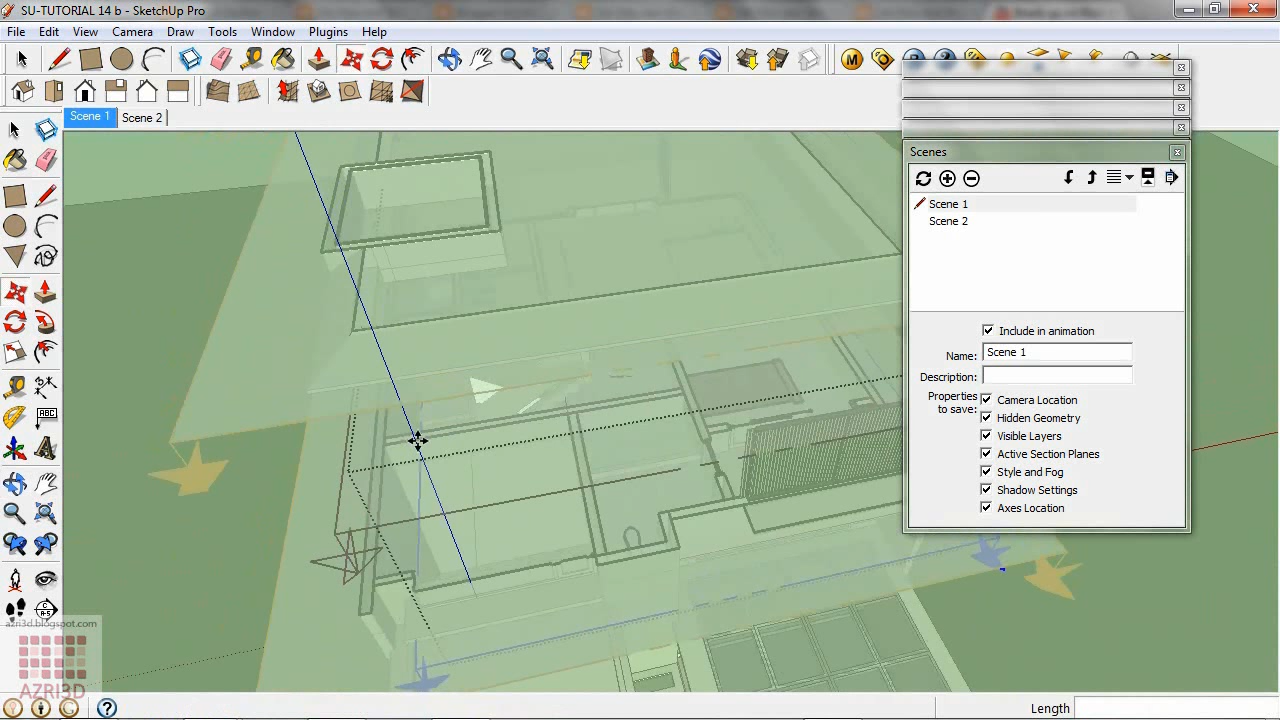 SU-TUTORIAL 14 b - SketchUp Pro
File Edit View Camera Draw Tools Window Plugins Help
Scene 1 Scene 2
Scenes
Scene 1
Scene 2
Include in animation
Name: Scene 1
Description:
Properties to save:
Camera Location
Hidden Geometry
Visible Layers
Active Section Planes
Style and Fog
Shadow Settings
Axes Location
ABC
A
azri3d.blogspot.com
AZRI3D
Length